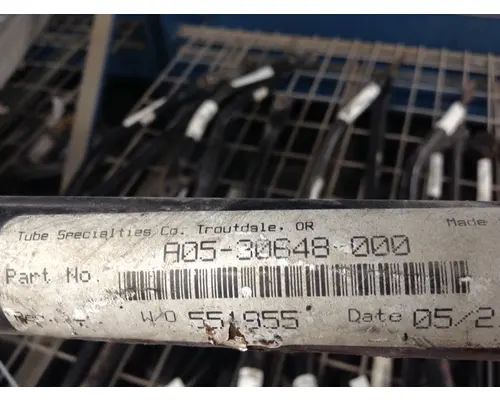 Tube Specialties Co. Troutdale, OR Made
Part No. A05-30648-000
W/O 551955 Date 05/2